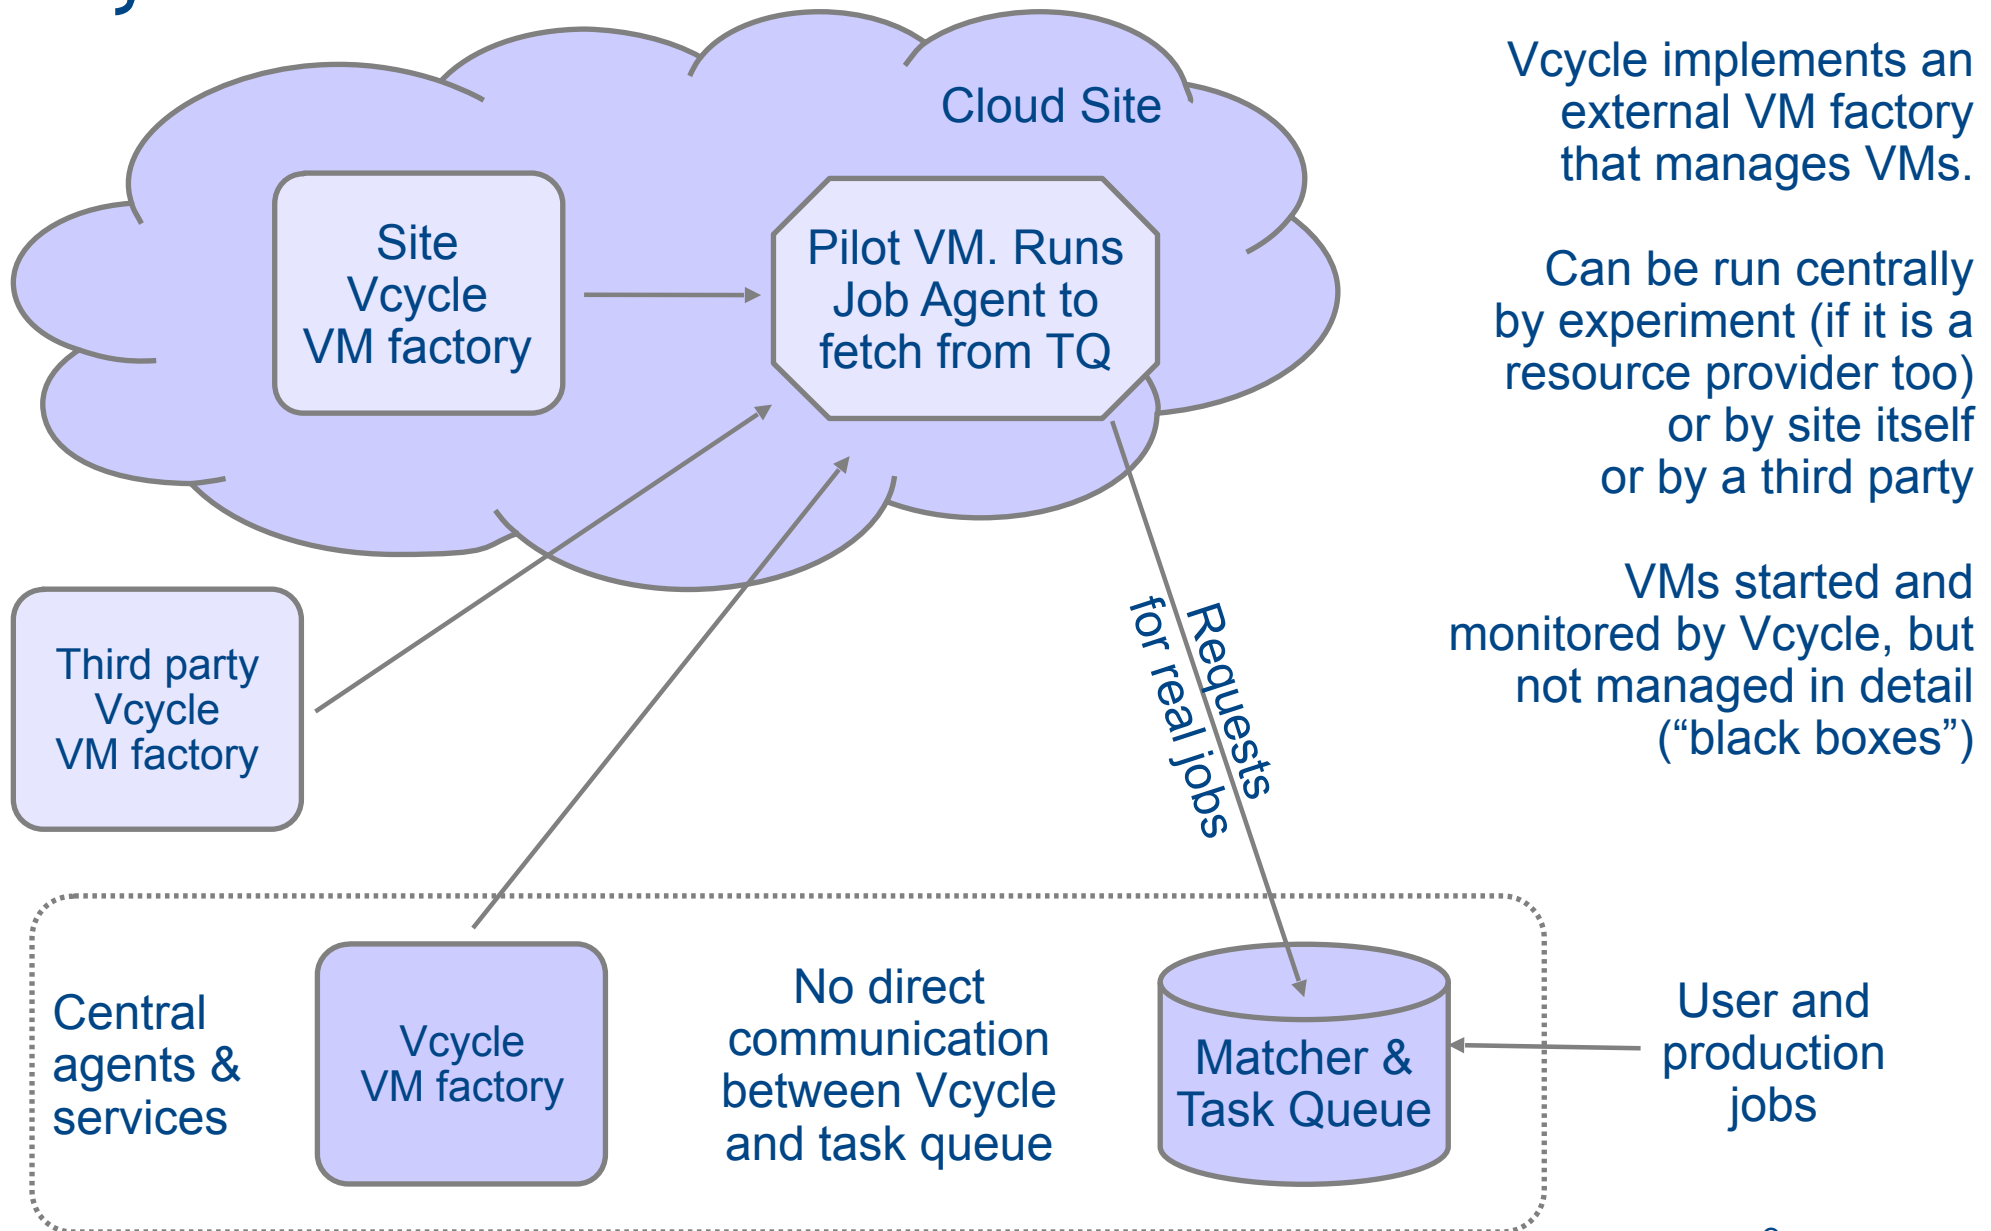 Cloud Site
Site
Vcycle
VM factory
Pilot VM. Runs
Job Agent to
fetch from TQ
Vcycle implements an
external VM factory
that manages VMs.
Can be run centrally
by experiment (if it is a
resource provider too)
or by site itself
or by a third party
VMs started and
monitored by Vcycle, but
not managed in detail
(“black boxes”)
Third party
Vcycle
VM factory
Requests
for real jobs
Central
agents &
services
Vcycle
VM factory
No direct
communication
between Vcycle
and task queue
Matcher &
Task Queue
User and
production
jobs